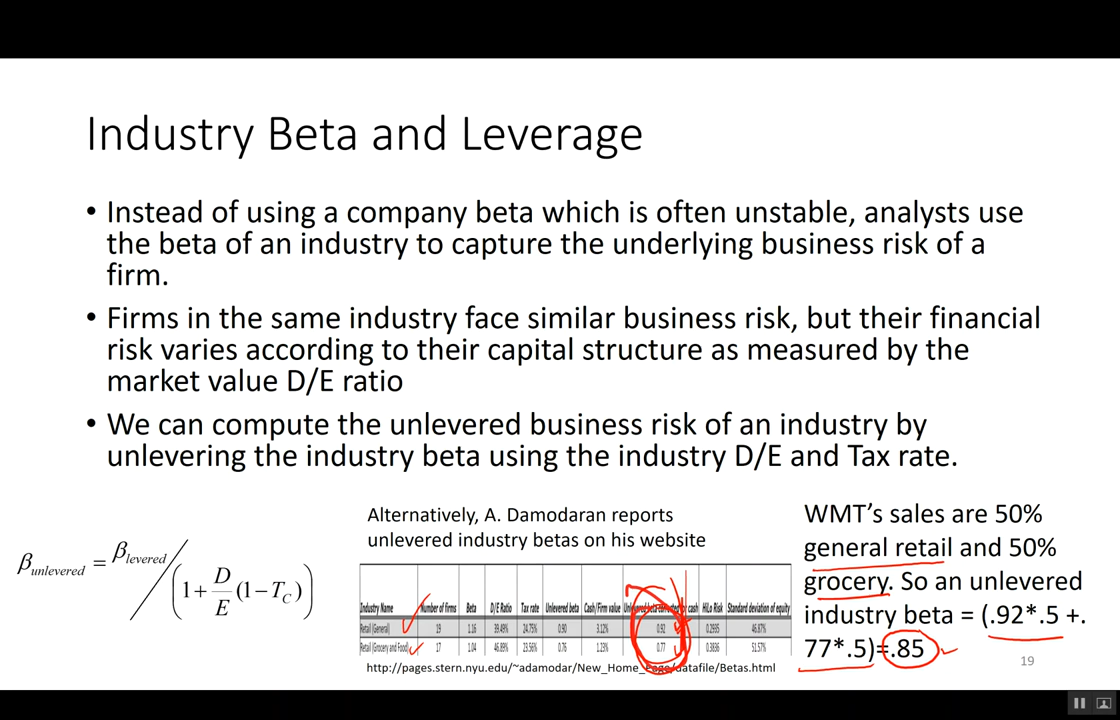 Industry Beta and Leverage
• Instead of using a company beta which is often unstable, analysts use
the beta of an industry to capture the underlying business risk of a
firm.
• Firms in the same industry face similar business risk, but their financial
risk varies according to their capital structure as measured by the
market value D/E ratio
• We can compute the unlevered business risk of an industry by
unlevering the industry beta using the industry D/E and Tax rate.
β unlevered = β levered / (1 + D/E (1 − T C))
Alternatively, A. Damodaran reports
unlevered industry betas on his website
Industry Name Number of firms Beta D/E Ratio Tax rate Unlevered beta Cash/Firm value cash HiLo Risk Standard deviation of equity
Retail (General) 19 1.16 39.49% 24.75% 0.90 3.12% 0.92 0.2935 46.87%
Retail (Grocery and Food) 17 1.04 46.89% 23.56% 0.76 1.23% 0.77 0.3836 51.57%
http://pages.stern.nyu.edu/~adamodar/New_Home_Page/datafile/Betas.html
WMT’s sales are 50%
general retail and 50%
grocery. So an unlevered
industry beta = (.92*.5 +.
77*.5)=.85
19